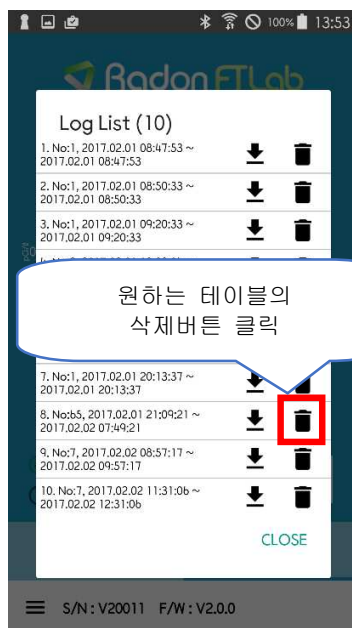 100% 13:53
Radon FTLab
Log List (10)
1. No:1, 2017.02.01 08:47:53 ~
2017.02.01 08:47:53
2. No:1, 2017.02.01 08:50:33 ~
2017.02.01 08:50:33
3. No:1, 2017.02.01 09:20:33 ~
2017.02.01 09:20:33
원하는 테이블의
삭제버튼 클릭
7. No:1, 2017.02.01 20:13:37 ~
2017.02.01 20:13:37
8. No:65, 2017.02.01 21:09:21 ~
2017.02.02 07:49:21
9. No:7, 2017.02.02 08:57:17 ~
2017.02.02 09:57:17
10. No:7, 2017.02.02 11:31:06 ~
2017.02.02 12:31:06
CLOSE
S/N : V20011 F/W : V2.0.0